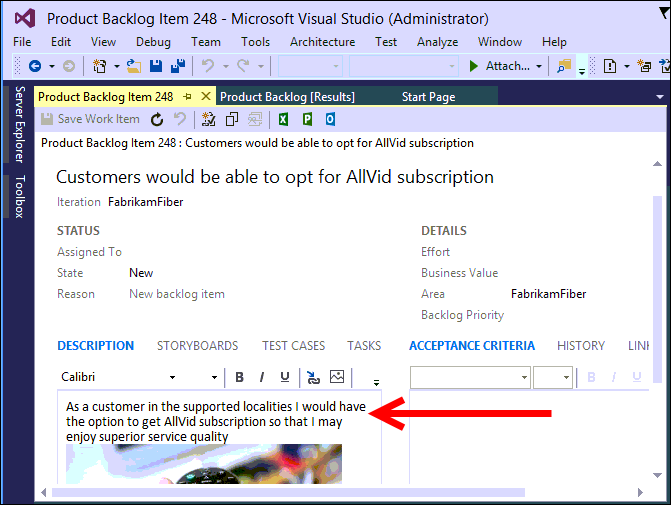 Product Backlog Item 248 - Microsoft Visual Studio (Administrator)
File Edit View Debug Team Tools Architecture Test Analyze Window Help
Attach...
Server Explorer
Toolbox
Product Backlog Item 248 Product Backlog [Results] Start Page
Save Work Item
Product Backlog Item 248 : Customers would be able to opt for AllVid subscription
Customers would be able to opt for AllVid subscription
Iteration FabrikamFiber
STATUS DETAILS
Assigned To Effort
State New Business Value
Reason New backlog item Area FabrikamFiber
Backlog Priority
DESCRIPTION STORYBOARDS TEST CASES TASKS ACCEPTANCE CRITERIA HISTORY LINK
Calibri B I U B I U
As a customer in the supported localities I would have
the option to get AllVid subscription so that I may
enjoy superior service quality